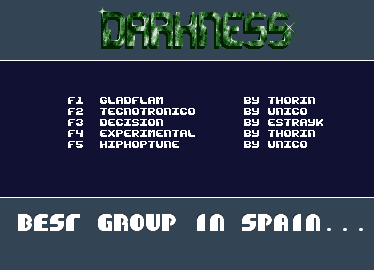 DARKNESS
F1 GLADFLAM BY THORIN
F2 TECNOTRONICO BY UNICO
F3 DECISION BY ESTRAYK
F4 EXPERIMENTAL BY THORIN
F5 HIPHOPTUNE BY UNICO
BEST GROUP IN SPAIN...